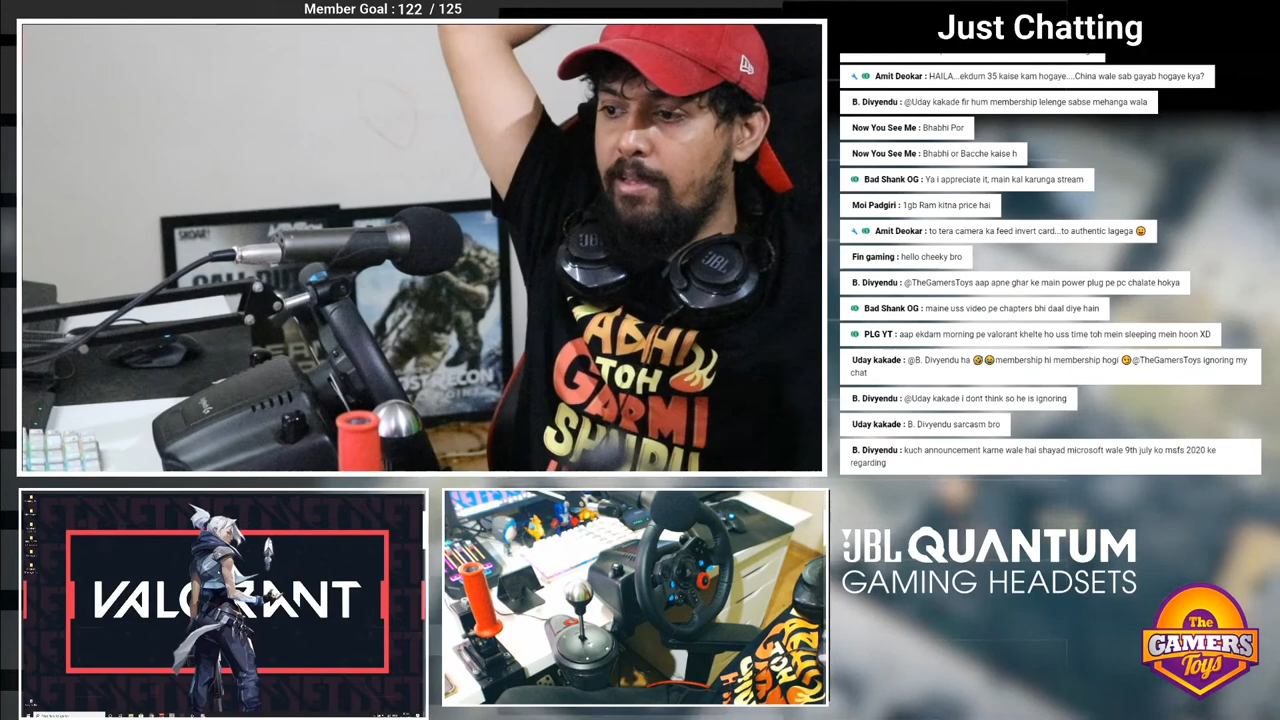 Member Goal : 122 / 125
Just Chatting
Amit Deokar : HAILA...ekdum 35 kaise kam hogaye....China wale sab gayab hogaye kya?
B. Divyendu : @Uday kakade fir hum membership lelenge sabse mehanga wala
Now You See Me : Bhabhi Por
Now You See Me : Bhabhi or Bacche kaise h
Bad Shank OG : Ya i appreciate it, main kal karunga stream
Moi Padgiri : 1gb Ram kitna price hai
Amit Deokar : to tera camera ka feed invert card...to authentic lagega 😀
Fin gaming : hello cheeky bro
B. Divyendu : @TheGamersToys aap apne ghar ke main power plug pe pc chalate hokya
Bad Shank OG : maine uss video pe chapters bhi daal diye hain
PLG YT : aap ekdam morning pe valorant khelte ho uss time toh mein sleeping mein hoon XD
Uday kakade : @B. Divyendu ha 🤣😂membership hi membership hogi 😏@TheGamersToys ignoring my
chat
B. Divyendu : @Uday kakade i dont think so he is ignoring
Uday kakade : B. Divyendu sarcasm bro
B. Divyendu : kuch announcement karne wale hai shayad microsoft wale 9th july ko msfs 2020 ke
regarding
SKOAR!
JBL
ABHI
TOH
GARMI
SHURU
OST RECON
VALORANT
ABHI
TOH
JBL QUANTUM
GAMING HEADSETS
The
GAMERS
Toys